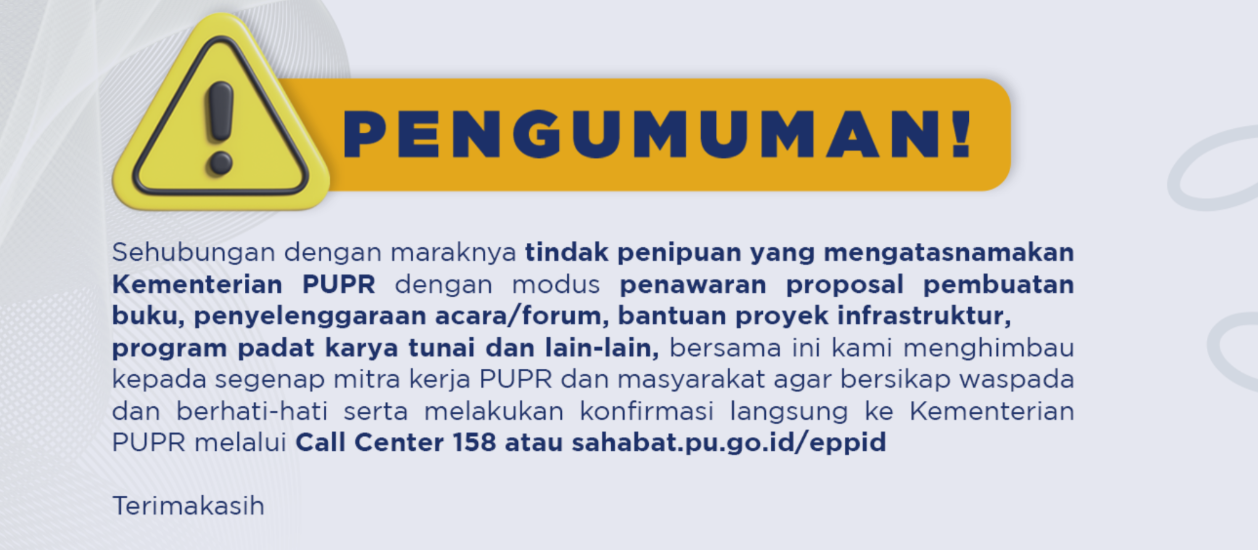 PENGUMUMAN!
Sehubungan dengan maraknya tindak penipuan yang mengatasnamakan
Kementerian PUPR dengan modus penawaran proposal pembuatan
buku, penyelenggaraan acara/forum, bantuan proyek infrastruktur,
program padat karya tunai dan lain-lain, bersama ini kami menghimbau
kepada segenap mitra kerja PUPR dan masyarakat agar bersikap waspada
dan berhati-hati serta melakukan konfirmasi langsung ke Kementerian
PUPR melalui Call Center 158 atau sahabat.pu.go.id/eppid
Terimakasih